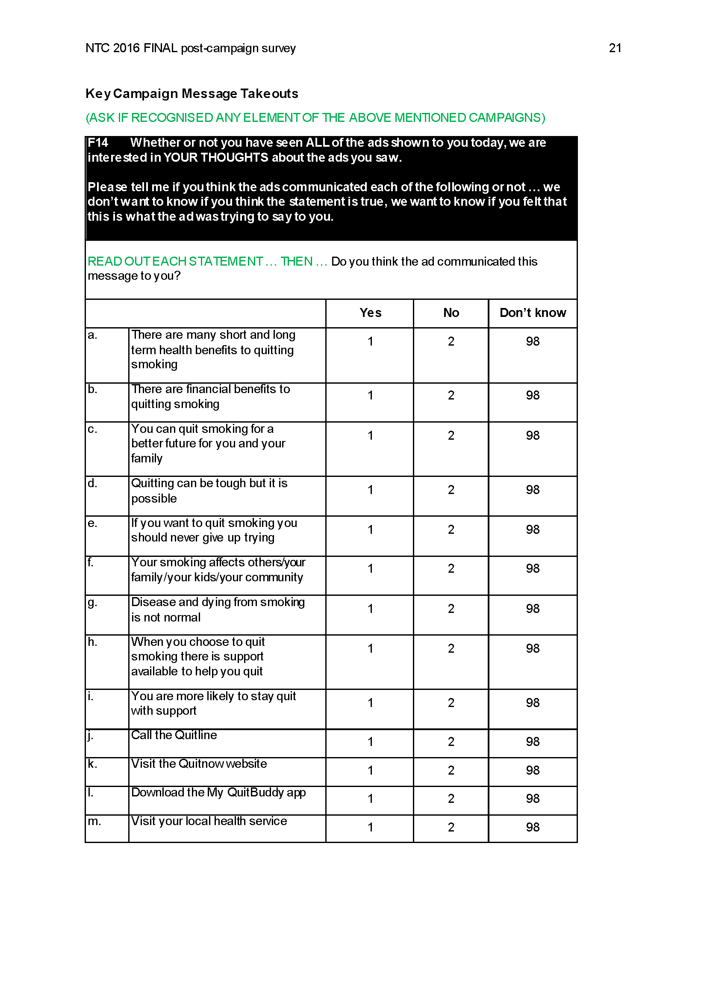 NTC 2016 FINAL post-campaign survey 21
Key Campaign Message Takeouts
(ASK IF RECOGNISED ANY ELEMENT OF THE ABOVE MENTIONED CAMPAIGNS)
F14 Whether or not you have seen ALL of the ads shown to you today, we are
interested in YOUR THOUGHTS about the ads you saw.
Please tell me if you think the ads communicated each of the following or not … we
don’t want to know if you think the statement is true, we want to know if you felt that
this is what the ad was trying to say to you.
READ OUT EACH STATEMENT … THEN … Do you think the ad communicated this
message to you?
Yes No Don’t know
a. There are many short and long 1 2 98
term health benefits to quitting
smoking
b. There are financial benefits to 1 2 98
quitting smoking
c. You can quit smoking for a 1 2 98
better future for you and your
family
d. Quitting can be tough but it is 1 2 98
possible
e. If you want to quit smoking you 1 2 98
should never give up trying
f. Your smoking affects others/your 1 2 98
family/your kids/your community
g. Disease and dying from smoking 1 2 98
is not normal
h. When you choose to quit 1 2 98
smoking there is support
available to help you quit
i. You are more likely to stay quit 1 2 98
with support
j. Call the Quitline 1 2 98
k. Visit the Quitnow website 1 2 98
l. Download the My QuitBuddy app 1 2 98
m. Visit your local health service 1 2 98